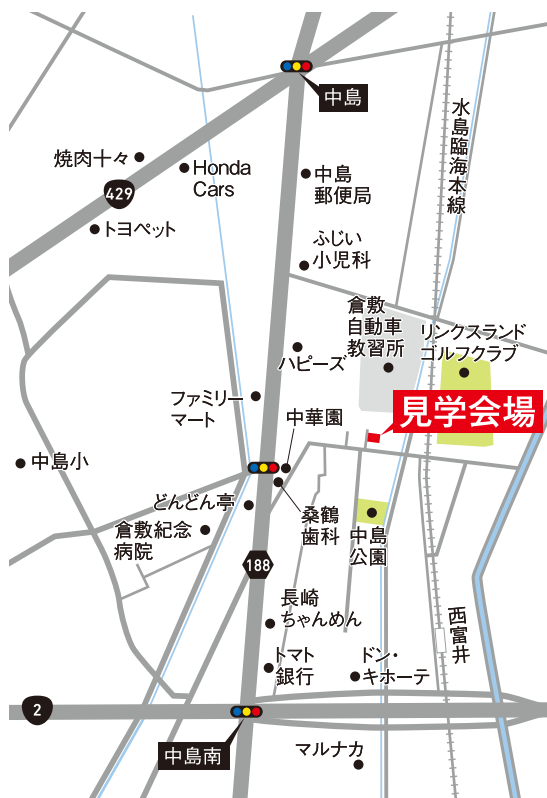 中島
水島臨海本線
焼肉十々
Honda
Cars
429
中島
郵便局
トヨペット
ふじい
小児科
倉敷
自動車
教習所
リンクスランド
ゴルフクラブ
ハピーズ
ファミリー
マート
見学会場
中華園
中島小
どんどん亭
桑鶴
歯科
倉敷紀念
病院
中島
公園
188
長崎
ちゃんめん
西富井
トマト
銀行
ドン・
キホーテ
2
中島南
マルナカ